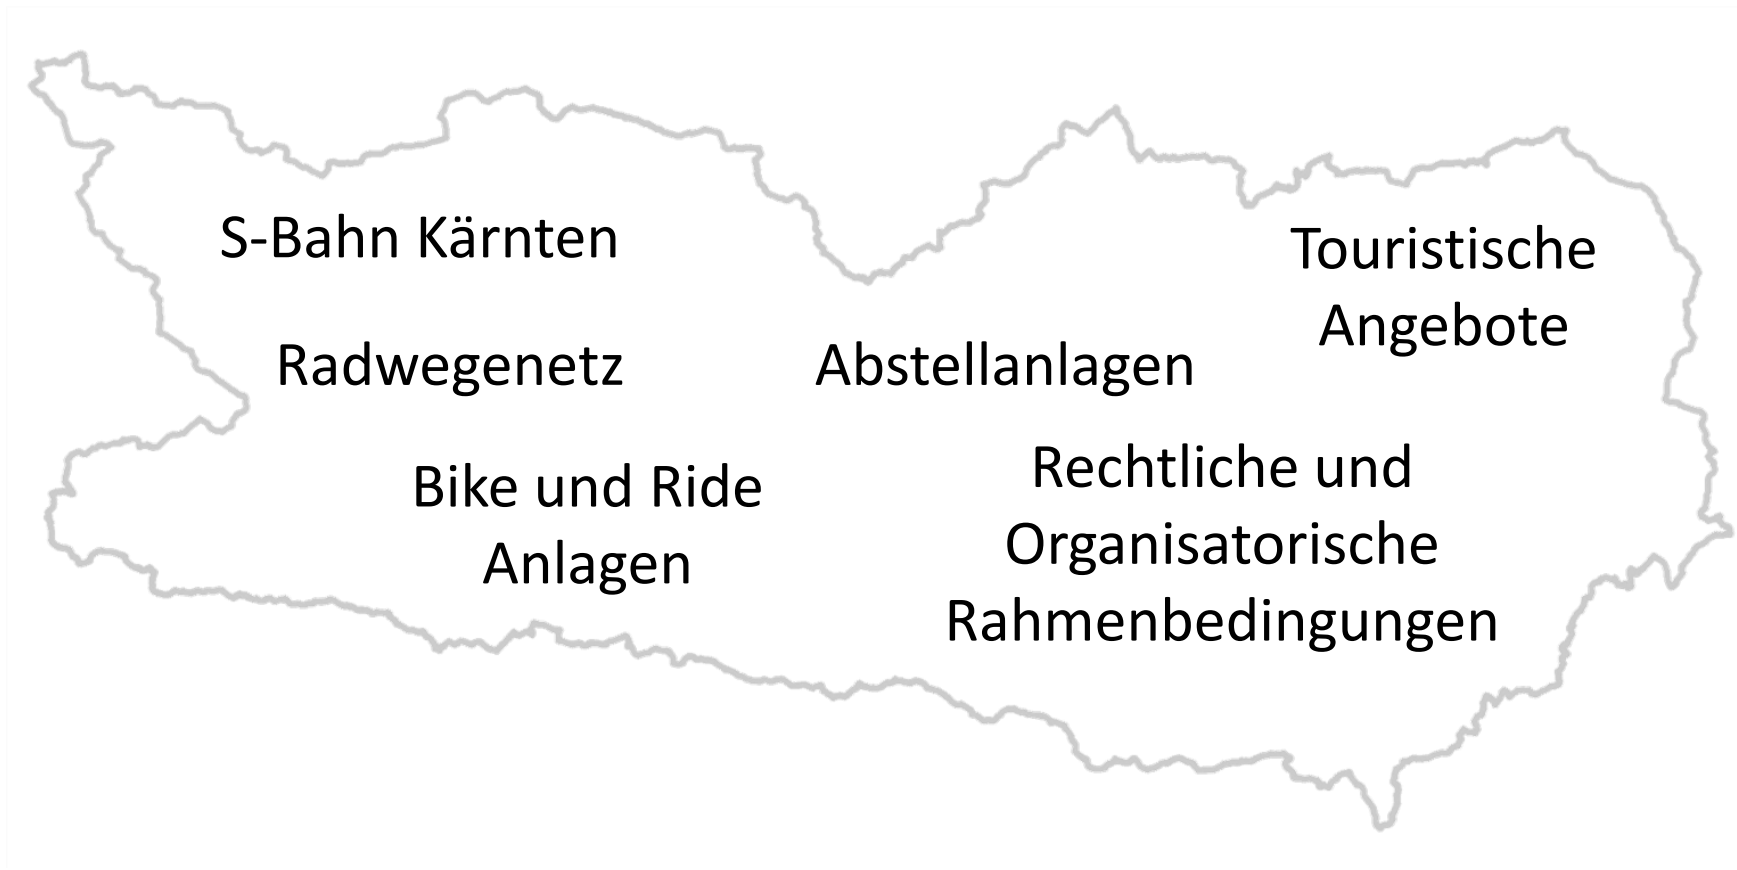 S-Bahn Kärnten
Radwegenetz
Bike und Ride
Anlagen
Abstellanlagen
Touristische
Angebote
Rechtliche und
Organisatorische
Rahmenbedingungen